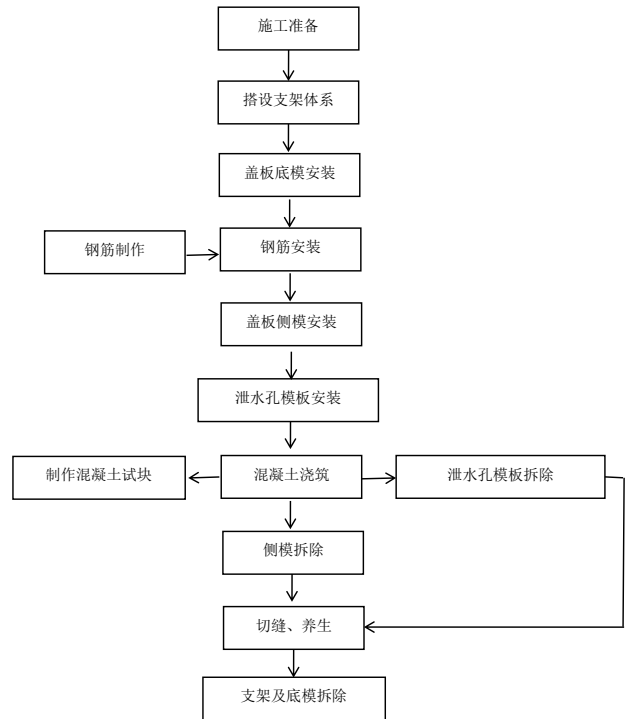 施工准备
搭设支架体系
盖板底模安装
钢筋制作
钢筋安装
盖板侧模安装
泄水孔模板安装
制作混凝土试块
混凝土浇筑
泄水孔模板拆除
侧模拆除
切缝、养生
支架及底模拆除